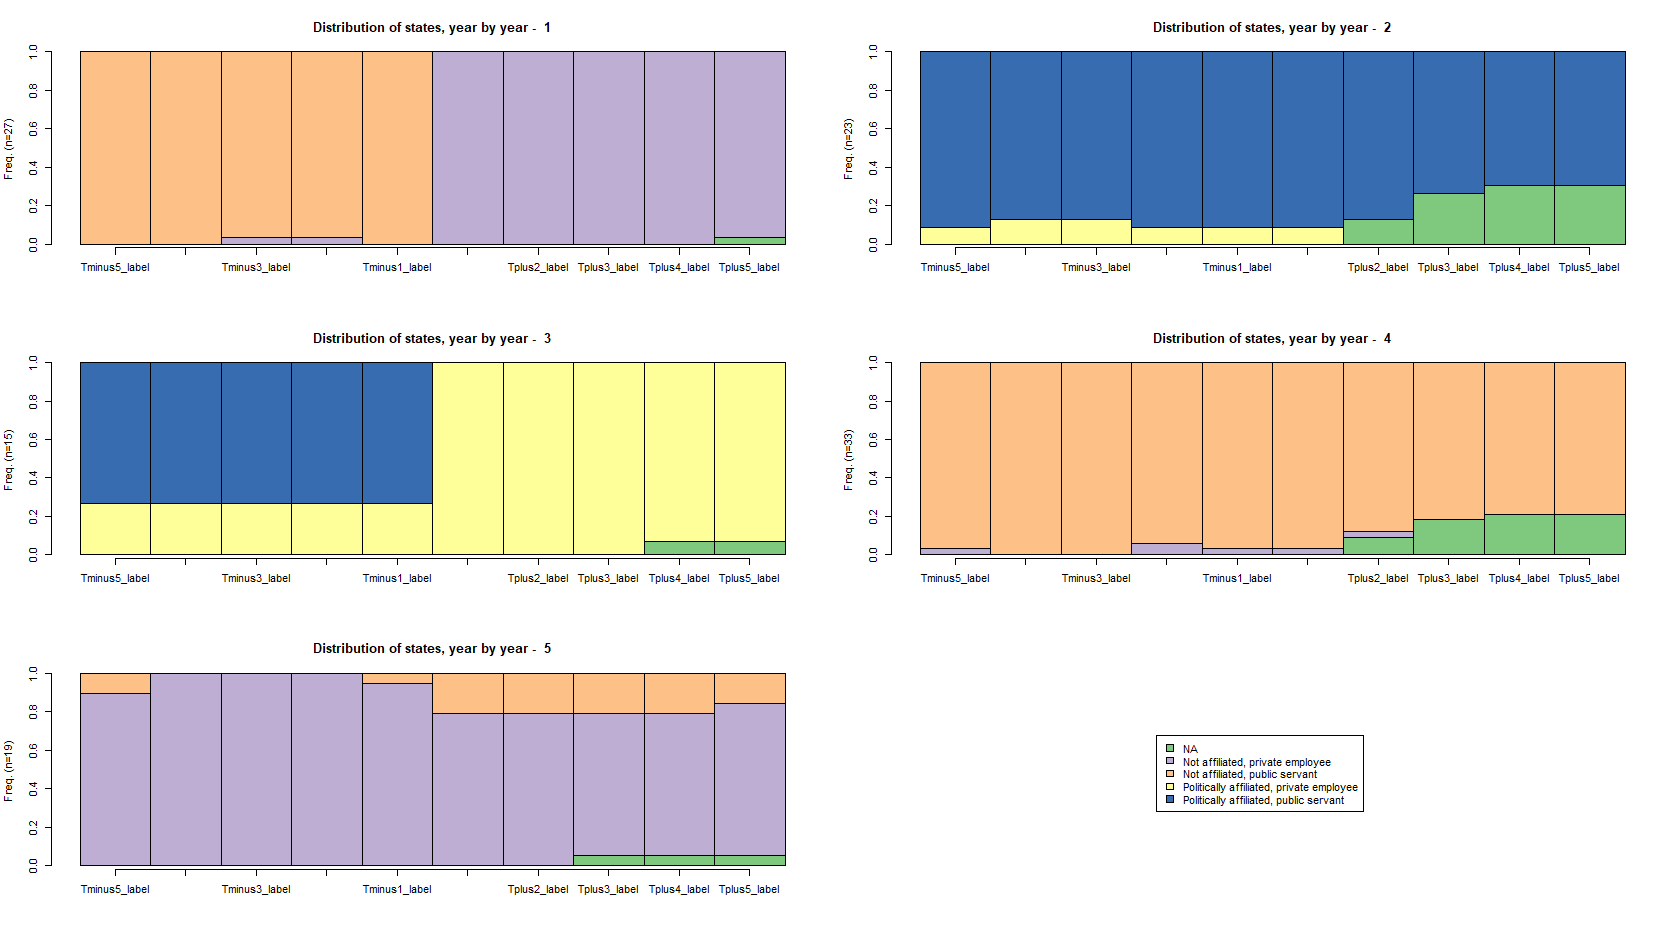 Distribution of states, year by year -  1
Freq. (n=27)
0.0 0.2 0.4 0.6 0.8 1.0
Tminus5_label Tminus3_label Tminus1_label Tplus2_label Tplus3_label Tplus4_label Tplus5_label
Distribution of states, year by year -  2
Freq. (n=23)
0.0 0.2 0.4 0.6 0.8 1.0
Tminus5_label Tminus3_label Tminus1_label Tplus2_label Tplus3_label Tplus4_label Tplus5_label
Distribution of states, year by year -  3
Freq. (n=15)
0.0 0.2 0.4 0.6 0.8 1.0
Tminus5_label Tminus3_label Tminus1_label Tplus2_label Tplus3_label Tplus4_label Tplus5_label
Distribution of states, year by year -  4
Freq. (n=33)
0.0 0.2 0.4 0.6 0.8 1.0
Tminus5_label Tminus3_label Tminus1_label Tplus2_label Tplus3_label Tplus4_label Tplus5_label
Distribution of states, year by year -  5
Freq. (n=19)
0.0 0.2 0.4 0.6 0.8 1.0
Tminus5_label Tminus3_label Tminus1_label Tplus2_label Tplus3_label Tplus4_label Tplus5_label
NA
Not affiliated, private employee
Not affiliated, public servant
Politically affiliated, private employee
Politically affiliated, public servant